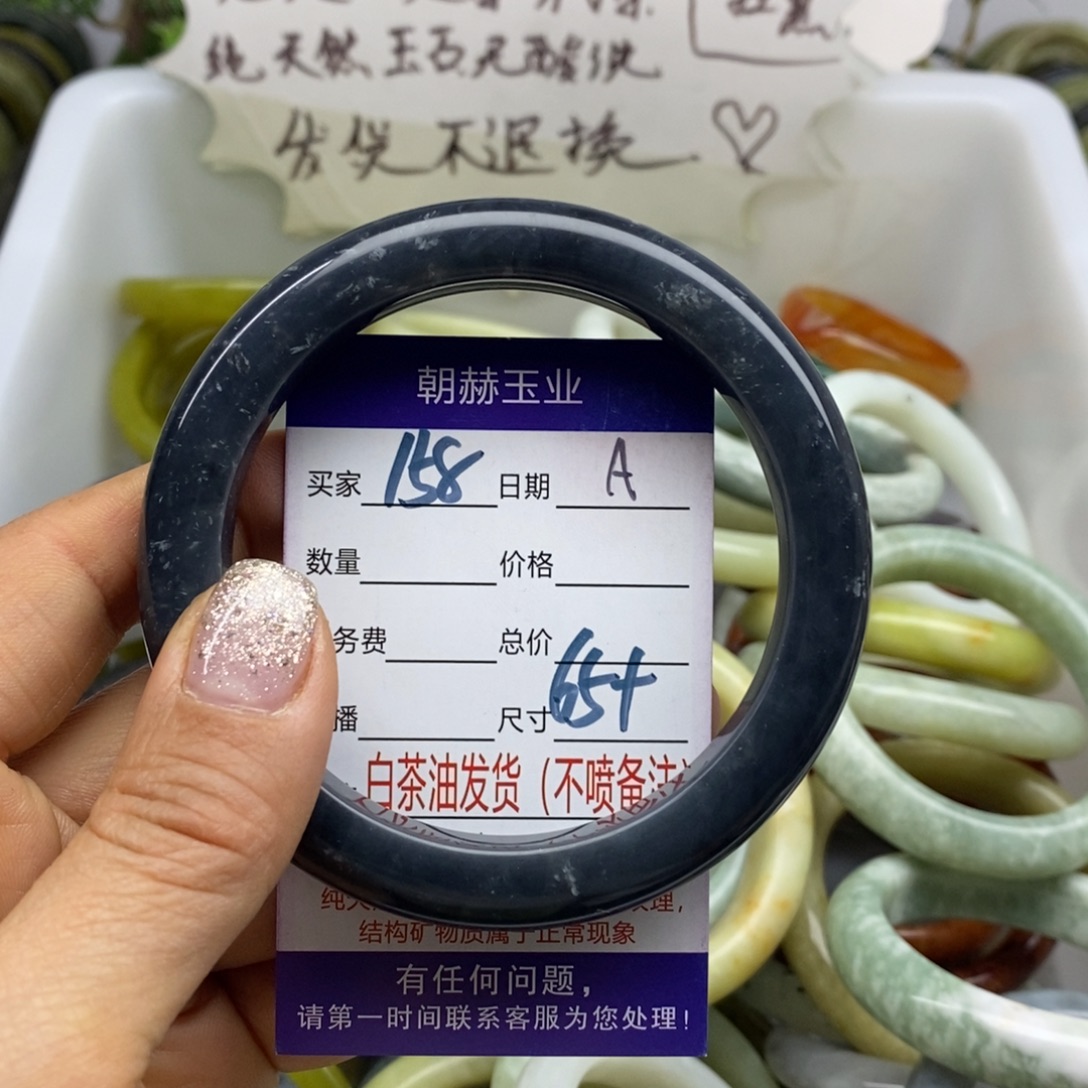 纯天然玉石无酸洗
发货不退换
朝赫玉业
买家 158 日期 A
数量 价格
务费 总价
播 尺寸 65+
白茶油发货（不喷备注
理，
结构矿物质属于正常现象
有任何问题，
请第一时间联系客服为您处理！